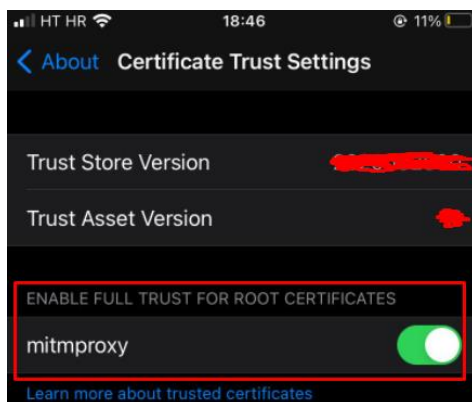 HT HR 18:46 11%
About Certificate Trust Settings
Trust Store Version
Trust Asset Version
ENABLE FULL TRUST FOR ROOT CERTIFICATES
mitmproxy
Learn more about trusted certificates